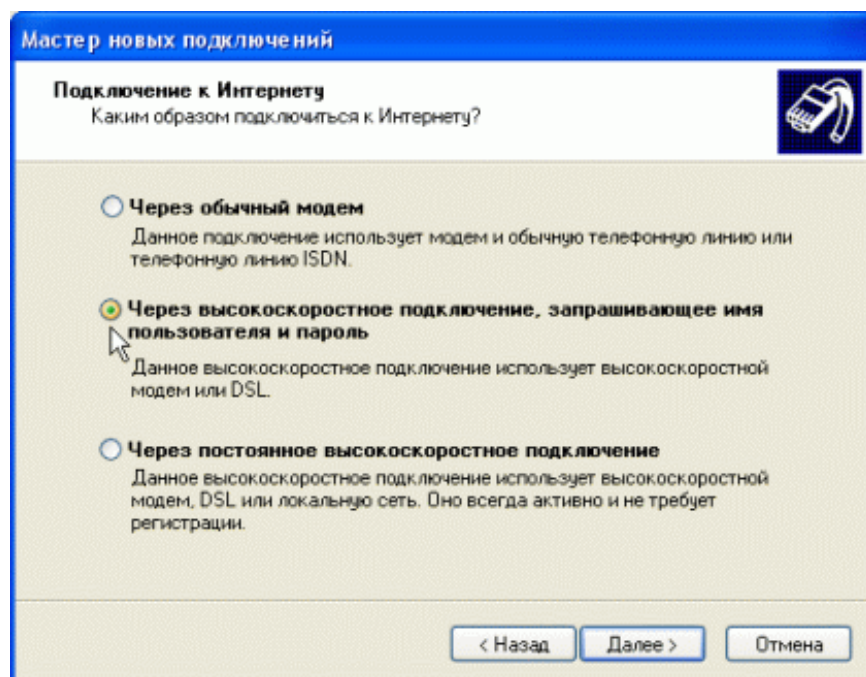 Мастер новых подключений
Подключение к Интернету
Каким образом подключиться к Интернету?
Через обычный модем
Данное подключение использует модем и обычную телефонную линию или
телефонную линию ISDN.
Через высокоскоростное подключение, запрашивающее имя
пользователя и пароль
Данное высокоскоростное подключение использует высокоскоростной
модем или DSL.
Через постоянное высокоскоростное подключение
Данное высокоскоростное подключение использует высокоскоростной
модем, DSL или локальную сеть. Оно всегда активно и не требует
регистрации.
< Назад Далее > Отмена